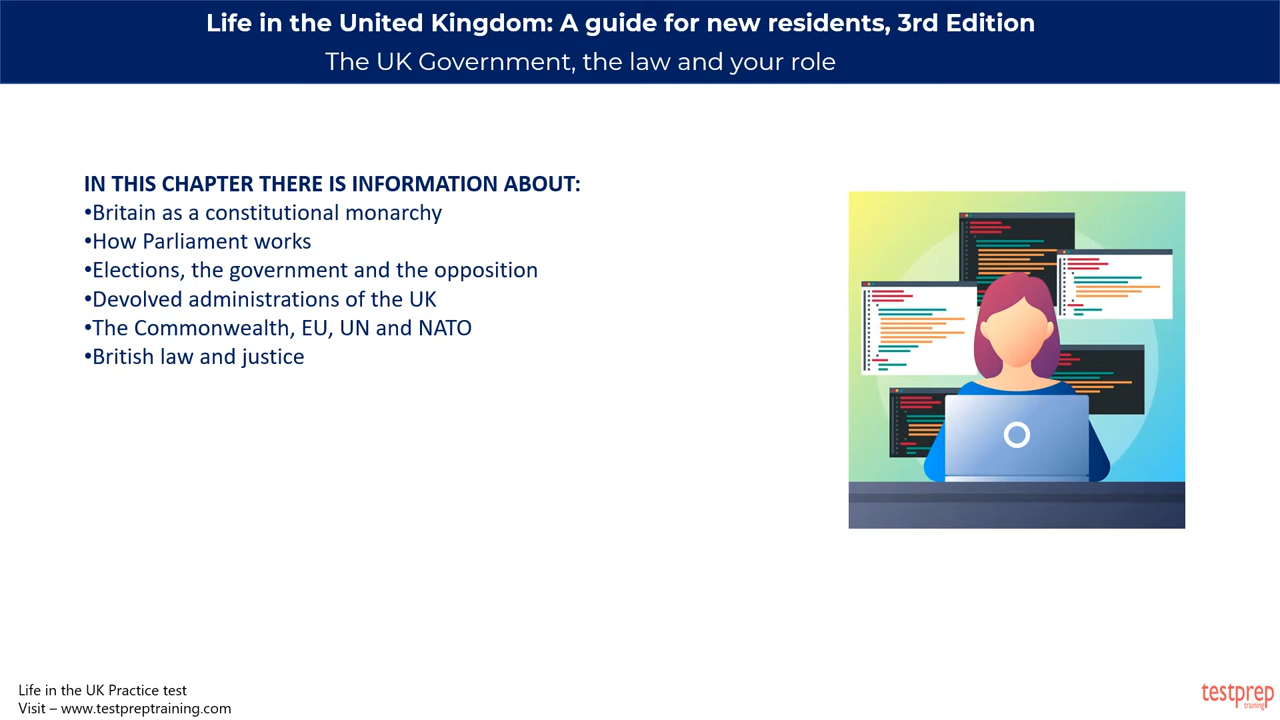 Life in the United Kingdom: A guide for new residents, 3rd Edition
The UK Government, the law and your role
IN THIS CHAPTER THERE IS INFORMATION ABOUT:
•Britain as a constitutional monarchy
•How Parliament works
•Elections, the government and the opposition
•Devolved administrations of the UK
•The Commonwealth, EU, UN and NATO
•British law and justice
Life in the UK Practice test
Visit – www.testpreptraining.com
testprep
training